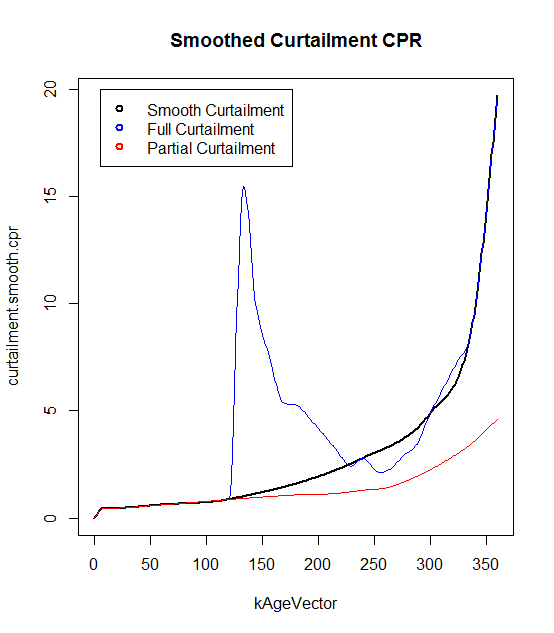 Smoothed Curtailment CPR
Smooth Curtailment
Full Curtailment
Partial Curtailment
curtailment.smooth.cpr
20
15
10
5
0
0 50 100 150 200 250 300 350
kAgeVector